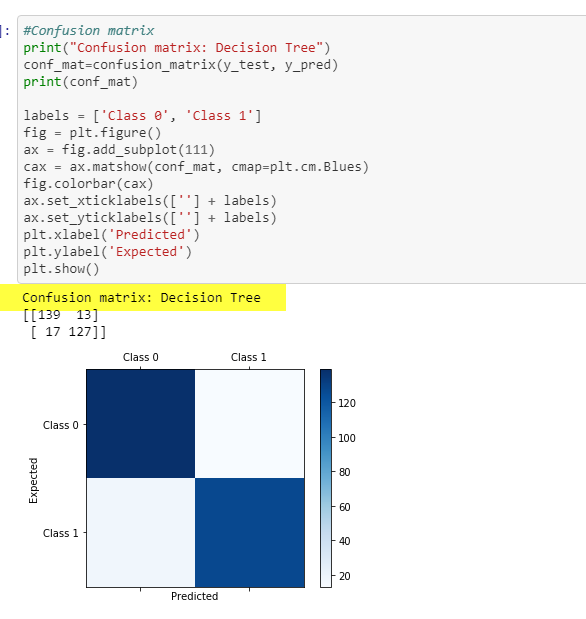 ]: #Confusion matrix
print("Confusion matrix: Decision Tree")
conf_mat=confusion_matrix(y_test, y_pred)
print(conf_mat)
labels = ['Class 0', 'Class 1']
fig = plt.figure()
ax = fig.add_subplot(111)
cax = ax.matshow(conf_mat, cmap=plt.cm.Blues)
fig.colorbar(cax)
ax.set_xticklabels([''] + labels)
ax.set_yticklabels([''] + labels)
plt.xlabel('Predicted')
plt.ylabel('Expected')
plt.show()
Confusion matrix: Decision Tree
[[139  13]
 [ 17 127]]
Class 0 Class 1
Class 0
Class 1
Expected
Predicted
120
100
80
60
40
20